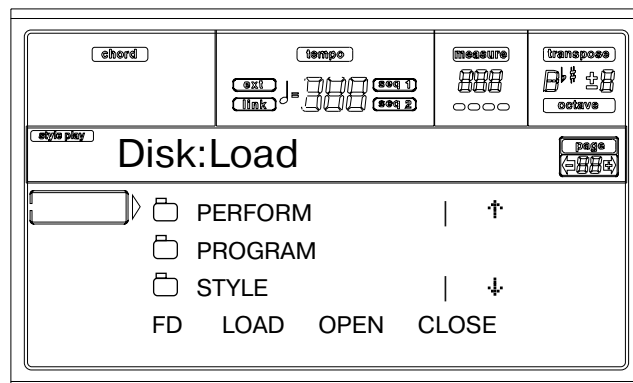 chord tempo measure transpose
ext seq 1
link seq 2
octave
style play
Disk:Load
page
PERFORM
PROGRAM
STYLE
FD LOAD OPEN CLOSE